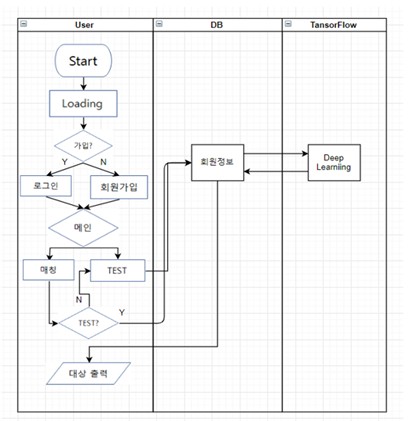 User
DB
TansorFlow
Start
Loading
가입?
Y
N
로그인
회원가입
회원정보
Deep
Learniing
메인
매칭
TEST
N
Y
TEST?
대상 출력